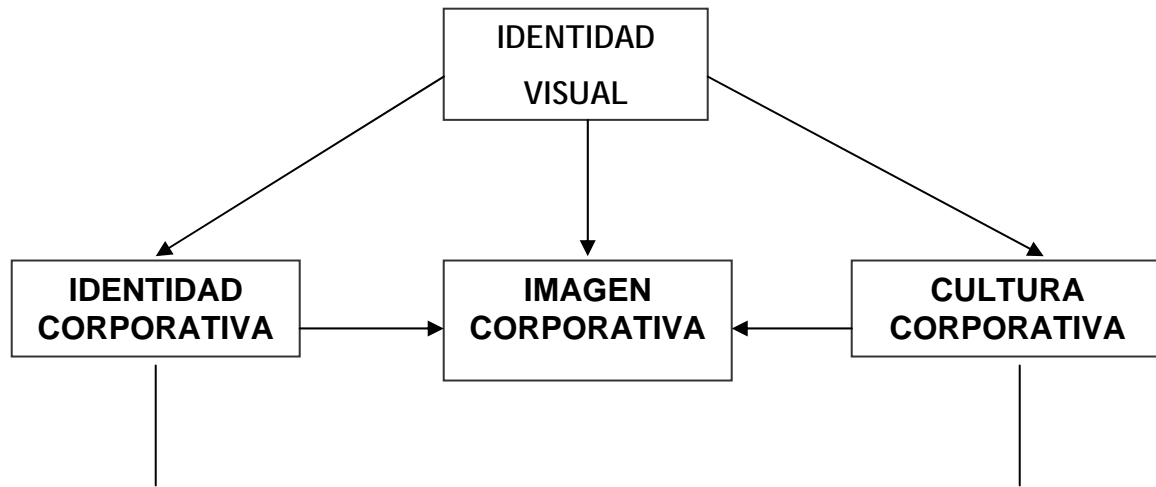 IDENTIDAD
VISUAL
IDENTIDAD
CORPORATIVA
IMAGEN
CORPORATIVA
CULTURA
CORPORATIVA